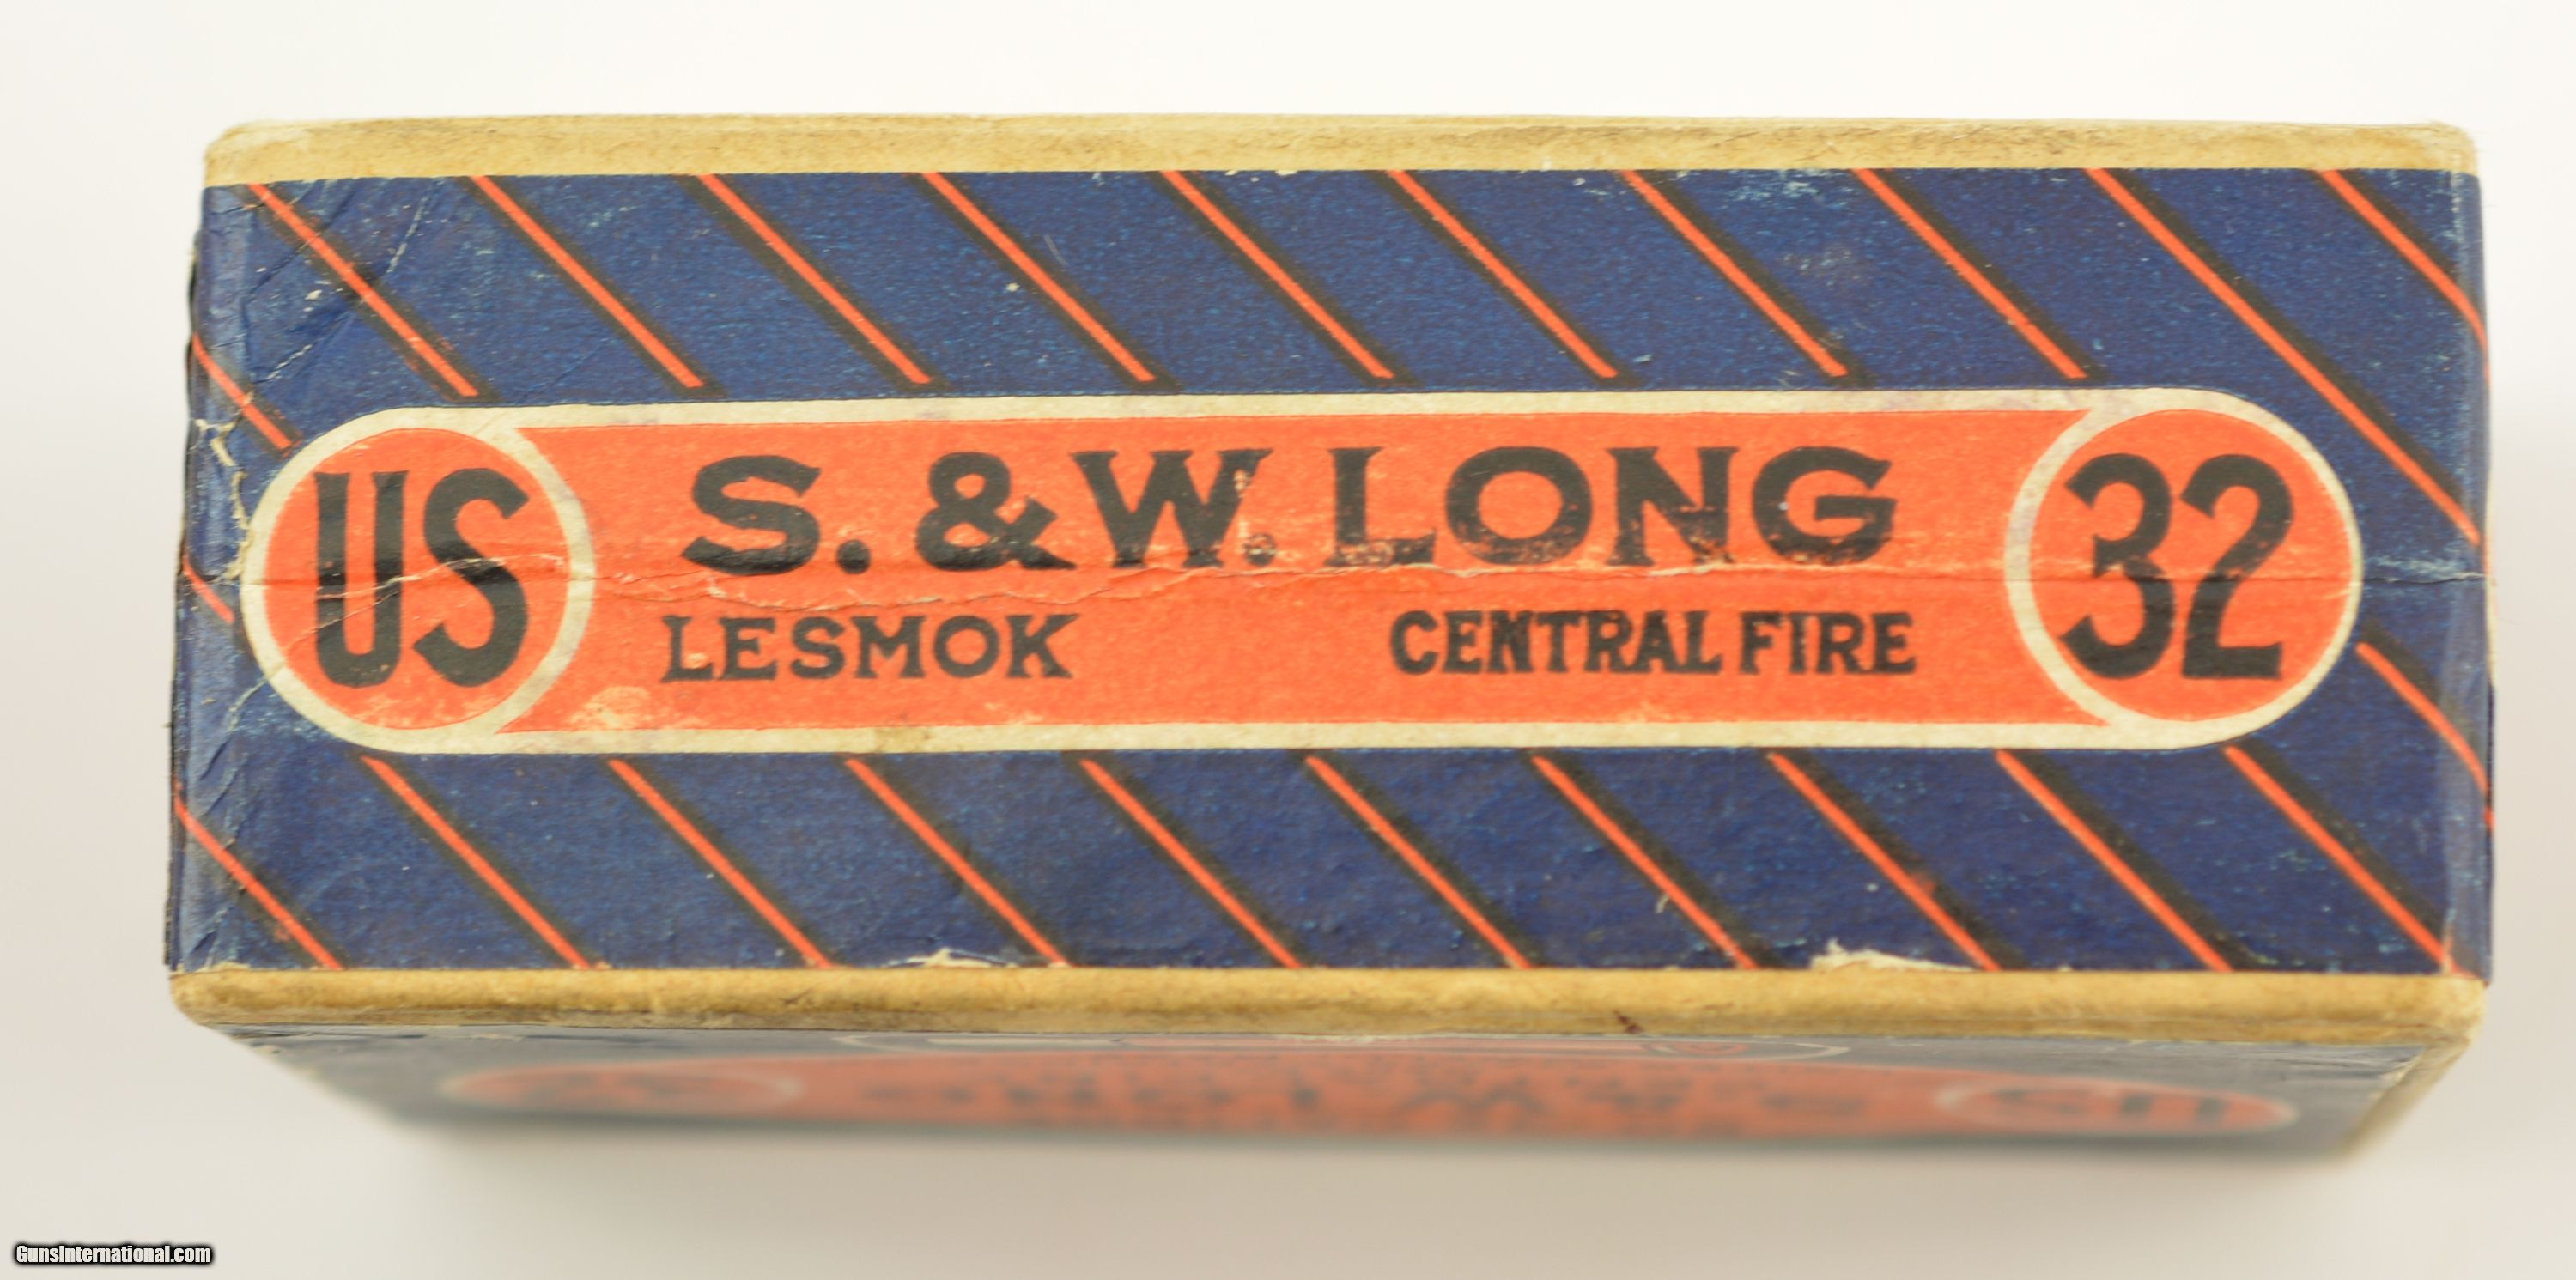 US S. & W. LONG 32
LESMOK CENTRAL FIRE
GunsInternational.com